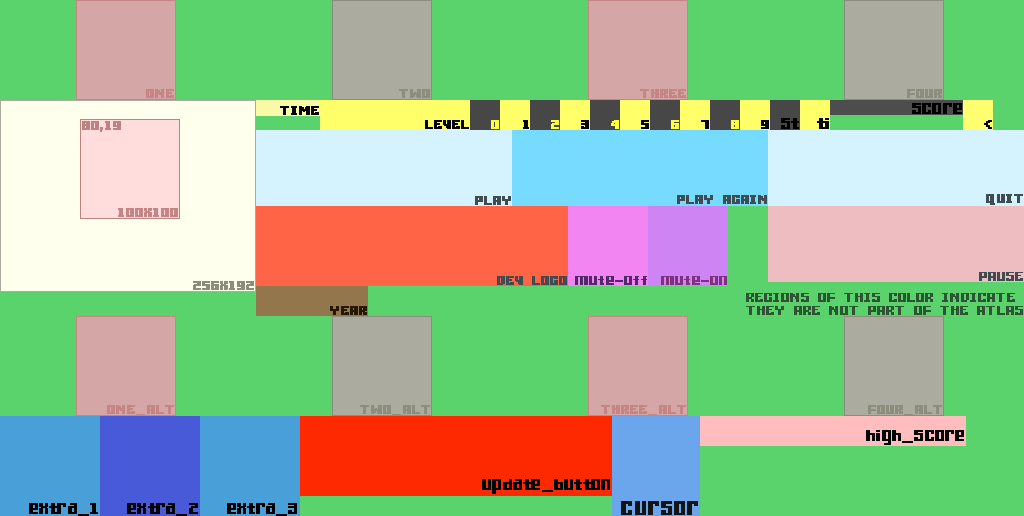 ONE
TWO
THREE
FOUR
TIME
LEVEL
0
1
2
3
4
5
6
7
8
9
St
ti
score
<
80,19
100X100
256X192
PLAY
PLAY AGAIN
QUIT
DEV LOGO
mute-off
mute-on
PAUSE
YEAR
REGIONS OF THIS COLOR INDICATE
THEY ARE NOT PART OF THE ATLAS
ONE_ALT
TWO_ALT
THREE_ALT
FOUR_ALT
extra_1
extra_2
extra_3
update_button
cursor
high_score